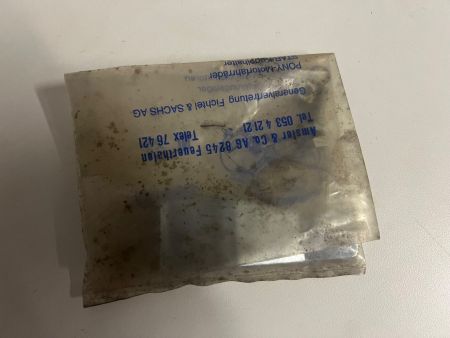 Amsler & Co. AG 8245 Feuerthalen
Tel. 053 4 21 21 Telex 76 421
Generalvertretung Fichtel & SACHS AG
PONY-Motorfahrräder